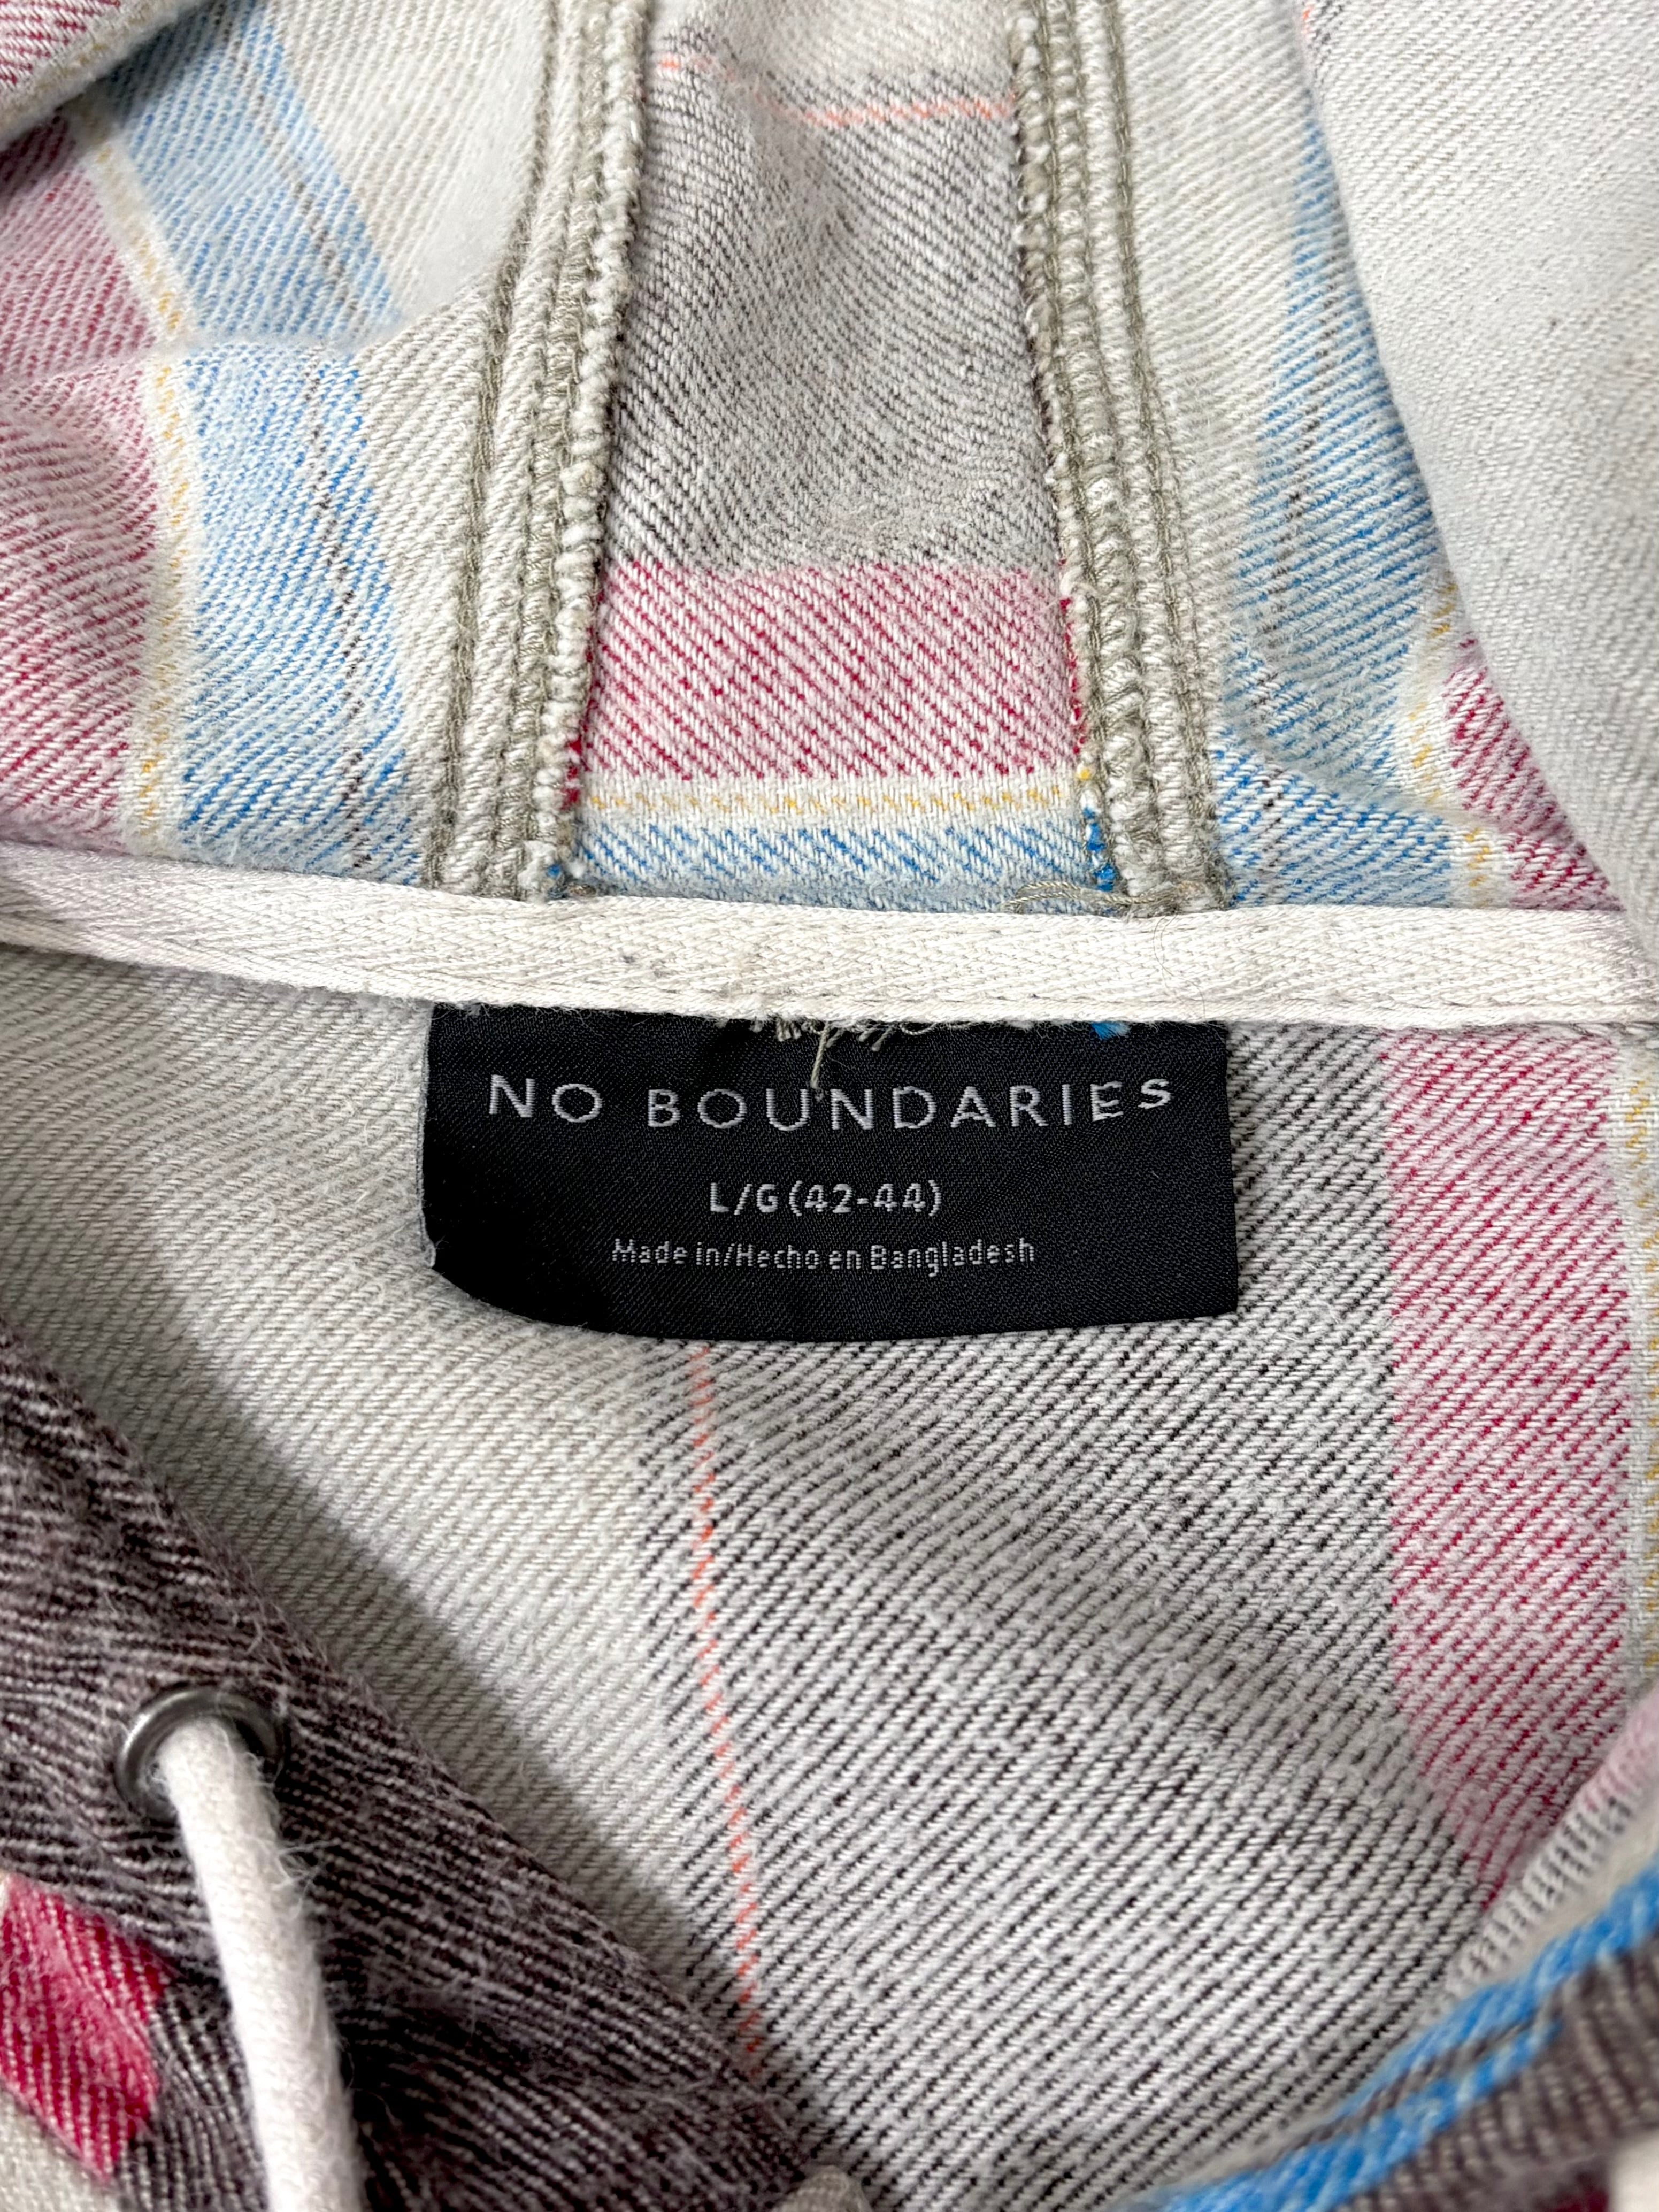 NO BOUNDARIES
L/G (42-44)
Made in/Hecho en Bangladesh